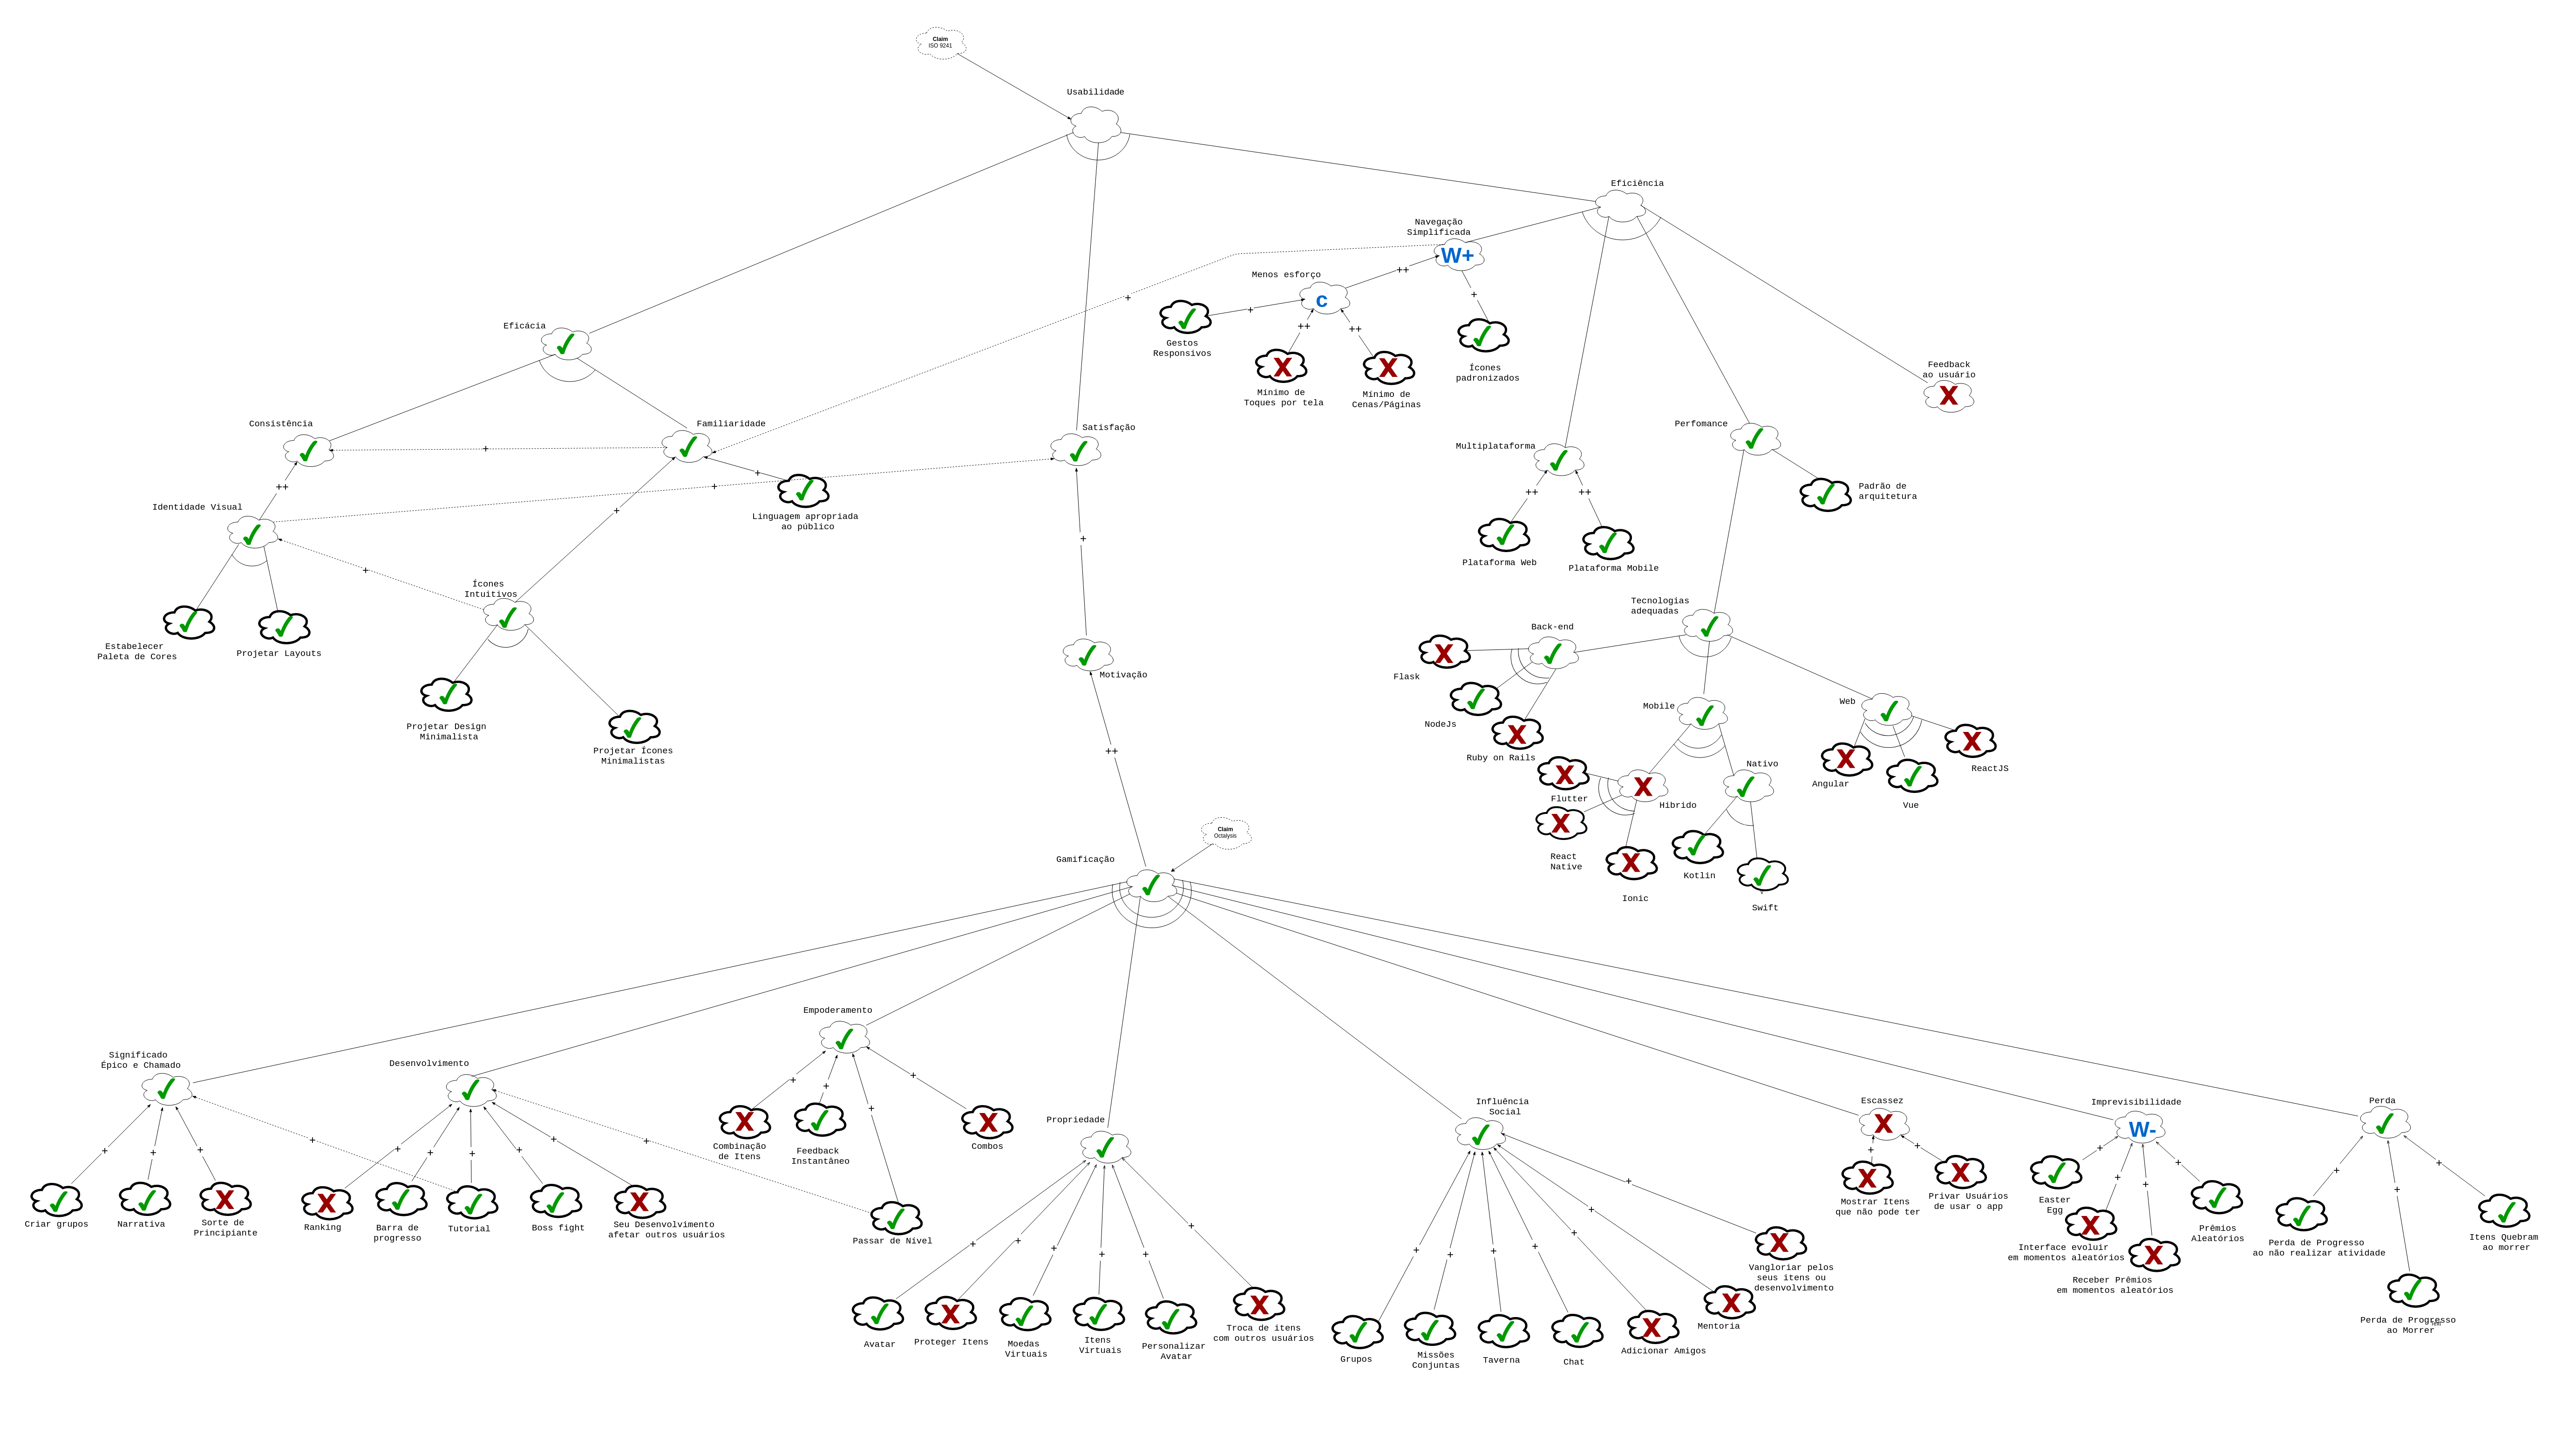 Claim
ISO 9241
Usabilidade
Eficiência
Navegação
Simplificada
W+
Menos esforço
++
c
+
+
+
++
++
Gestos
Responsivos
Mínimo de
Toques por tela
Mínimo de
Cenas/Páginas
Ícones
padronizados
Feedback
ao usuário
X
X
X
Eficácia
Consistência
Familiaridade
Satisfação
Multiplataforma
Perfomance
+
+
++
+
+
++
++
Padrão de
arquitetura
Identidade Visual
Linguagem apropriada
ao público
+
+
Plataforma Web
Plataforma Mobile
Ícones
Intuitivos
Estabelecer
Paleta de Cores
Projetar Layouts
Tecnologias
adequadas
Back-end
X
Flask
NodeJs
X
Ruby on Rails
Motivação
Mobile
Web
X
Angular
Vue
X
ReactJS
Projetar Design
Minimalista
Projetar Ícones
Minimalistas
++
X
Flutter
X
Hibrido
Nativo
X
React
Native
X
Ionic
Kotlin
Swift
Claim
Octalysis
Gamificação
Empoderamento
Significado
Épico e Chamado
Desenvolvimento
+
+
+
+
X
Combinação
de Itens
Feedback
Instantâneo
X
Combos
Propriedade
Influência
Social
Escassez
X
Imprevisibilidade
W-
Perda
+
+
+
+
+
+
+
+
+
+
+
Criar grupos
Narrativa
X
Sorte de
Principiante
X
Ranking
Barra de
progresso
Tutorial
Boss fight
X
Seu Desenvolvimento
afetar outros usuários
Passar de Nível
+
+
X
Mostrar Itens
que não pode ter
X
Privar Usuários
de usar o app
+
+
+
+
Easter
Egg
X
Interface evoluir
em momentos aleatórios
X
Receber Prêmios
em momentos aleatórios
Prêmios
Aleatórios
+
+
+
Perda de Progresso
ao não realizar atividade
Itens Quebram
ao morrer
Perda de Progresso
ao Morrer
+
+
+
+
+
+
Avatar
X
Proteger Itens
Moedas
Virtuais
Itens
Virtuais
Personalizar
Avatar
X
Troca de itens
com outros usuários
+
+
+
+
+
+
+
Grupos
Missões
Conjuntas
Taverna
Chat
X
Adicionar Amigos
X
Mentoria
X
Vangloriar pelos
seus itens ou
desenvolvimento